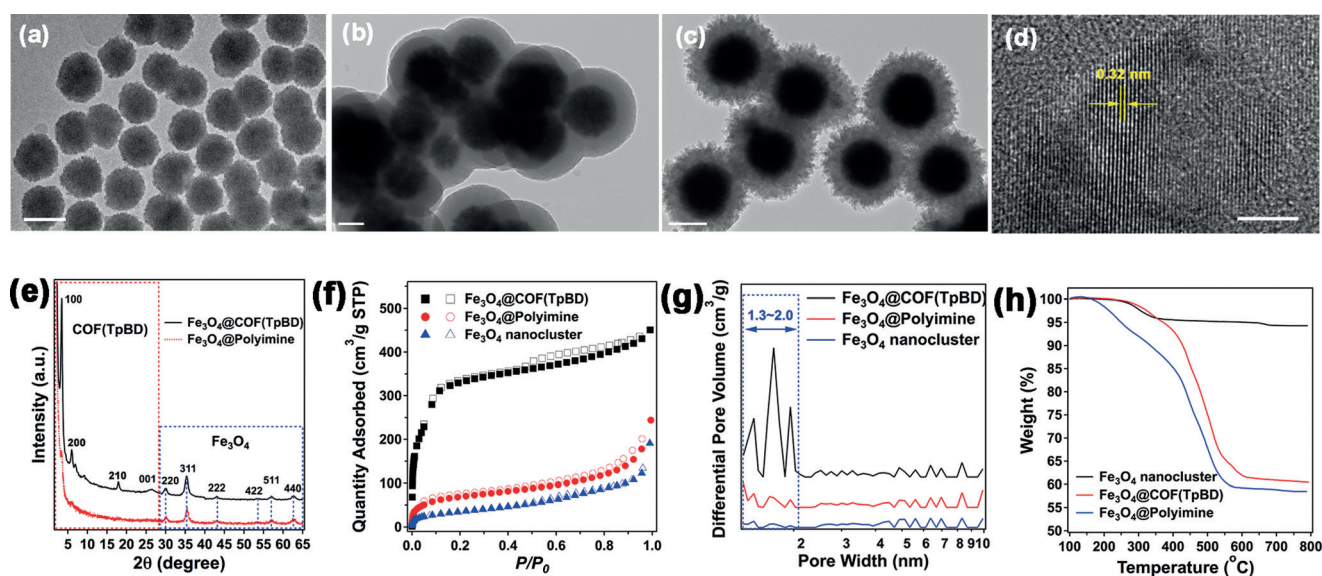 (a)
(b)
(c)
(d)
0.32 nm
(e)
100
COF(TpBD)
Fe₃O₄@COF(TpBD)
Fe₃O₄@Polyimine
200
210
001
Fe₃O₄
220
311
222
422
511
440
Intensity (a.u.)
5 10 15 20 25 30 35 40 45 50 55 60 65
2θ (degree)
(f)
Fe₃O₄@COF(TpBD)
Fe₃O₄@Polyimine
Fe₃O₄ nanocluster
Quantity Adsorbed (cm³/g STP)
500
400
300
200
100
0
0.0 0.2 0.4 0.6 0.8 1.0
P/P₀
(g)
Fe₃O₄@COF(TpBD)
1.3~2.0
Fe₃O₄@Polyimine
Fe₃O₄ nanocluster
Differential Pore Volume (cm³/g)
2 3 4 5 6 7 8 9 10
Pore Width (nm)
(h)
100
95
90
85
80
75
70
65
60
55
50
Weight (%)
Fe₃O₄ nanocluster
Fe₃O₄@COF(TpBD)
Fe₃O₄@Polyimine
100 200 300 400 500 600 700 800
Temperature (°C)